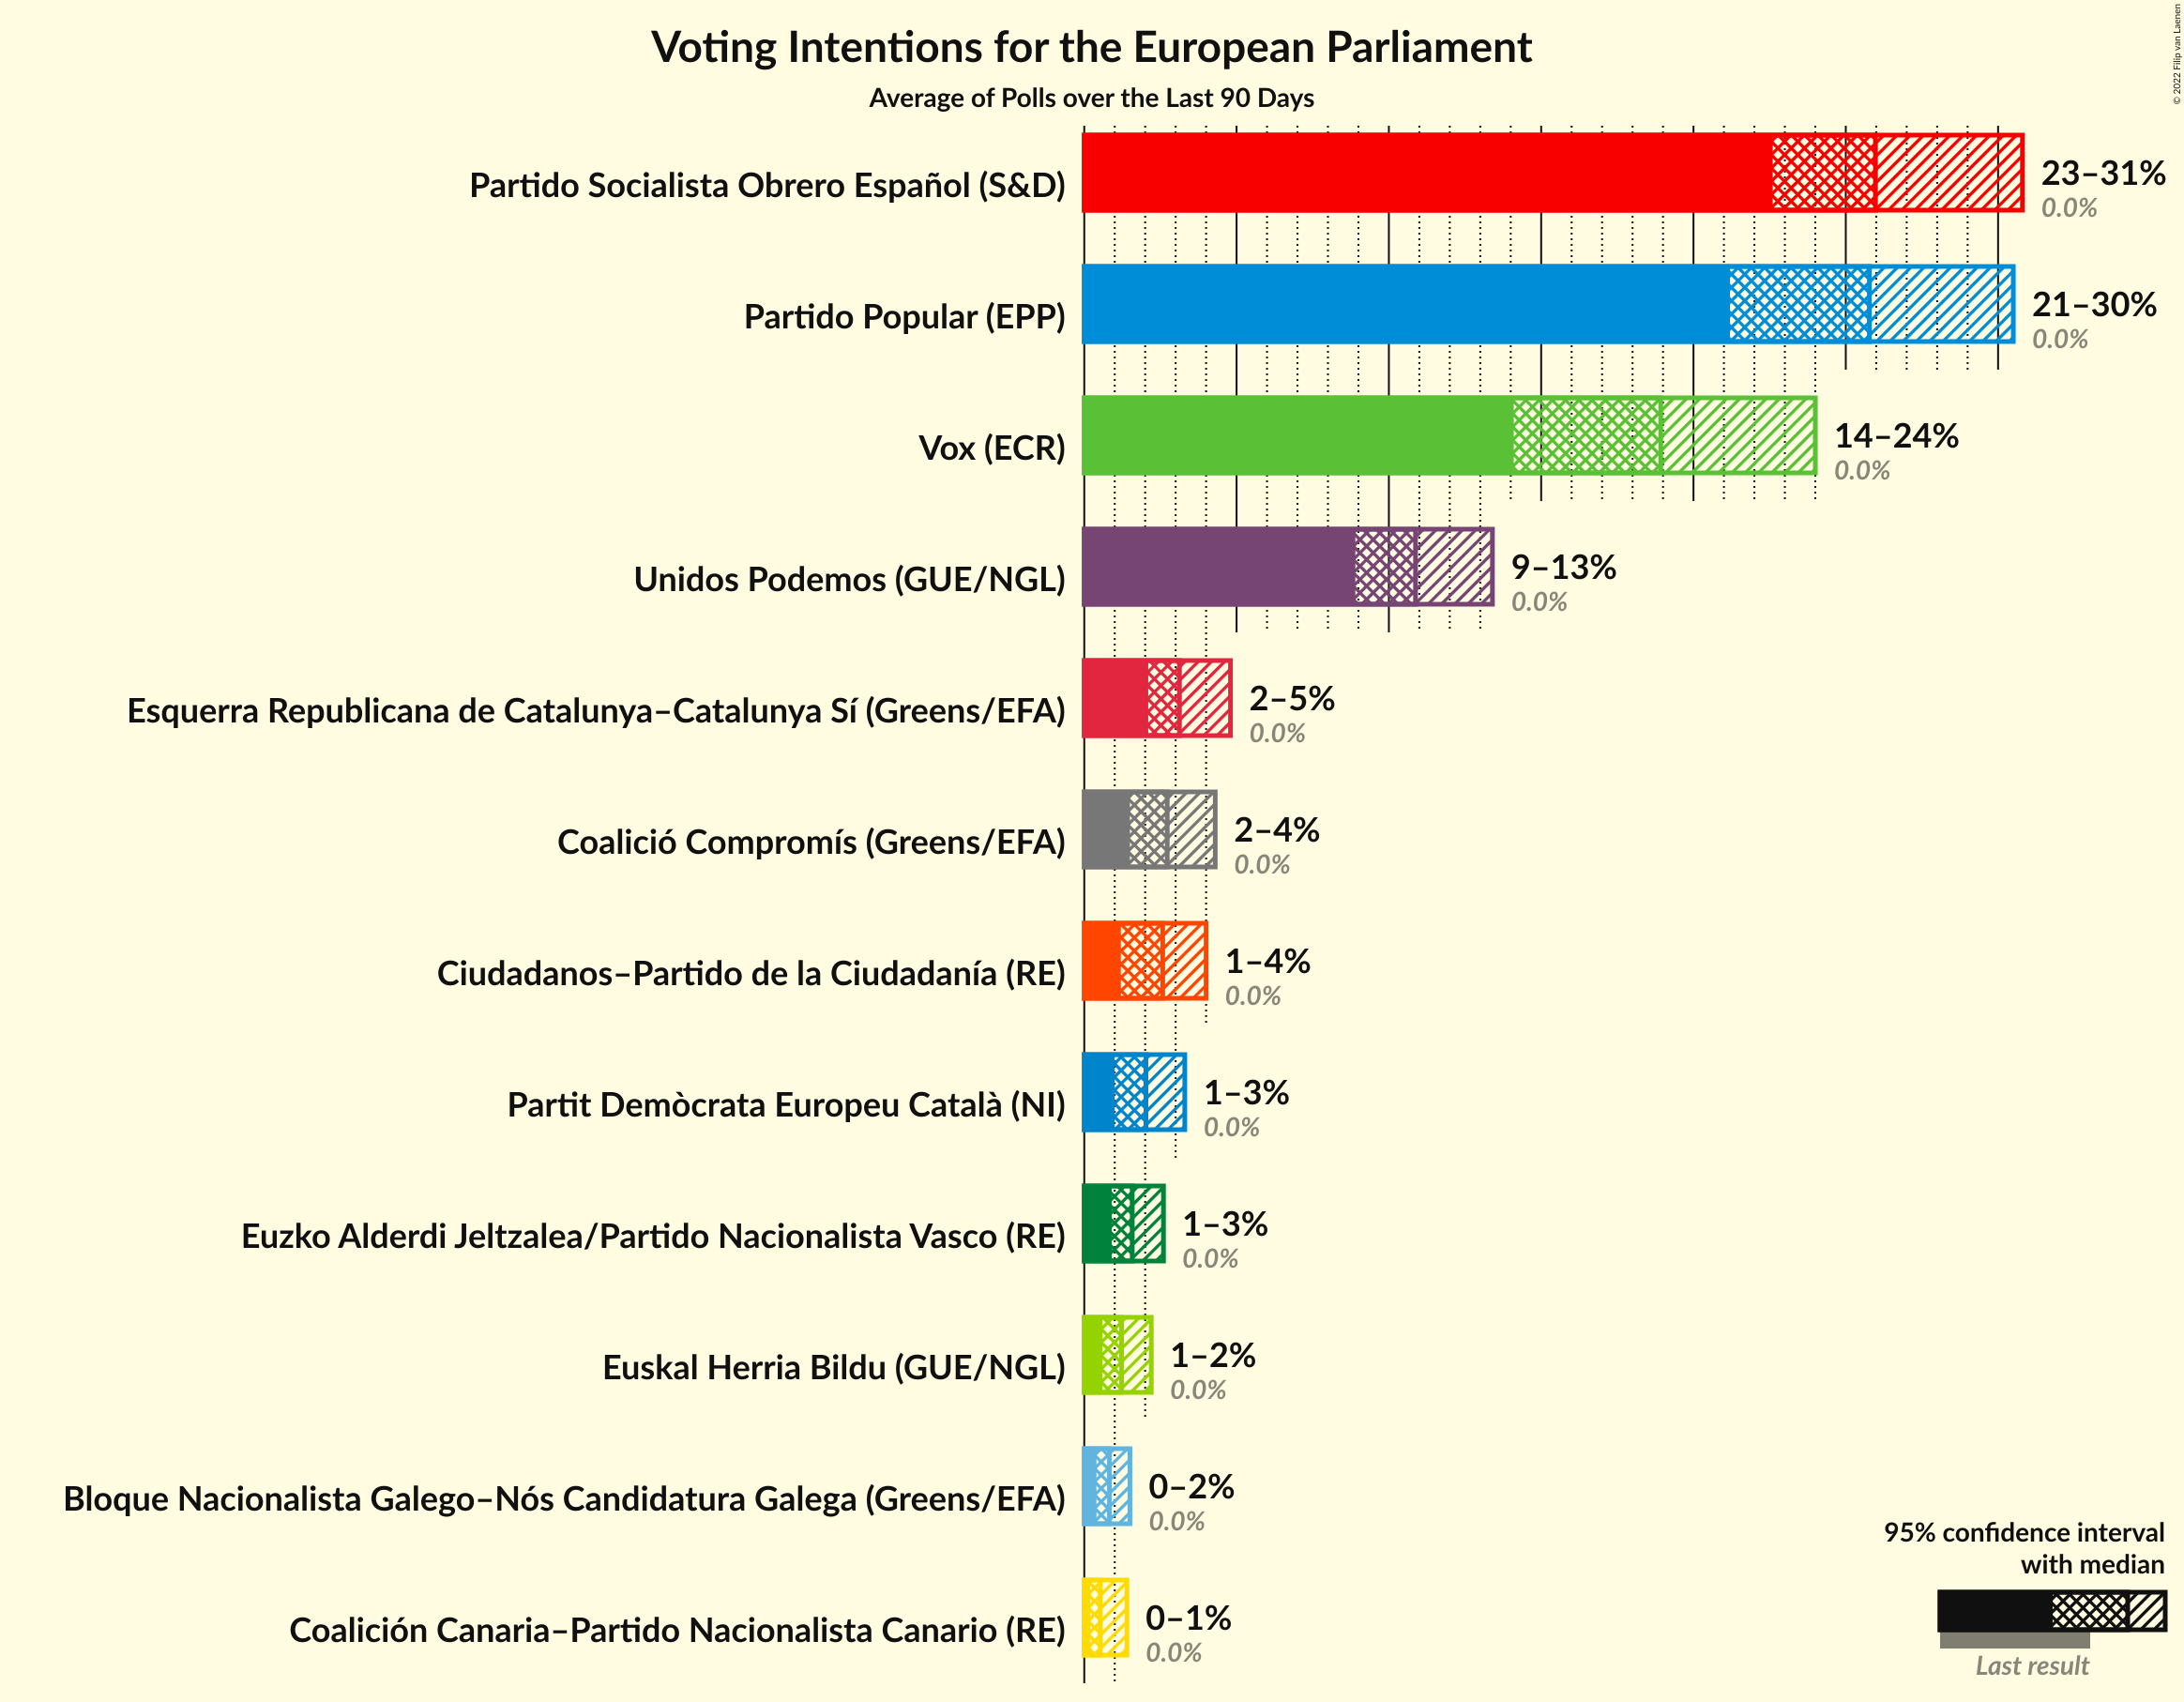 Voting Intentions for the European Parliament
Average of Polls over the Last 90 Days
© 2022 Filip van Laenen
Partido Socialista Obrero Español (S&D)
23–31%
0.0%
Partido Popular (EPP)
21–30%
0.0%
Vox (ECR)
14–24%
0.0%
Unidos Podemos (GUE/NGL)
9–13%
0.0%
Esquerra Republicana de Catalunya–Catalunya Sí (Greens/EFA)
2–5%
0.0%
Coalició Compromís (Greens/EFA)
2–4%
0.0%
Ciudadanos–Partido de la Ciudadanía (RE)
1–4%
0.0%
Partit Demòcrata Europeu Català (NI)
1–3%
0.0%
Euzko Alderdi Jeltzalea/Partido Nacionalista Vasco (RE)
1–3%
0.0%
Euskal Herria Bildu (GUE/NGL)
1–2%
0.0%
Bloque Nacionalista Galego–Nós Candidatura Galega (Greens/EFA)
0–2%
0.0%
Coalición Canaria–Partido Nacionalista Canario (RE)
0–1%
0.0%
95% confidence interval
with median
Last result